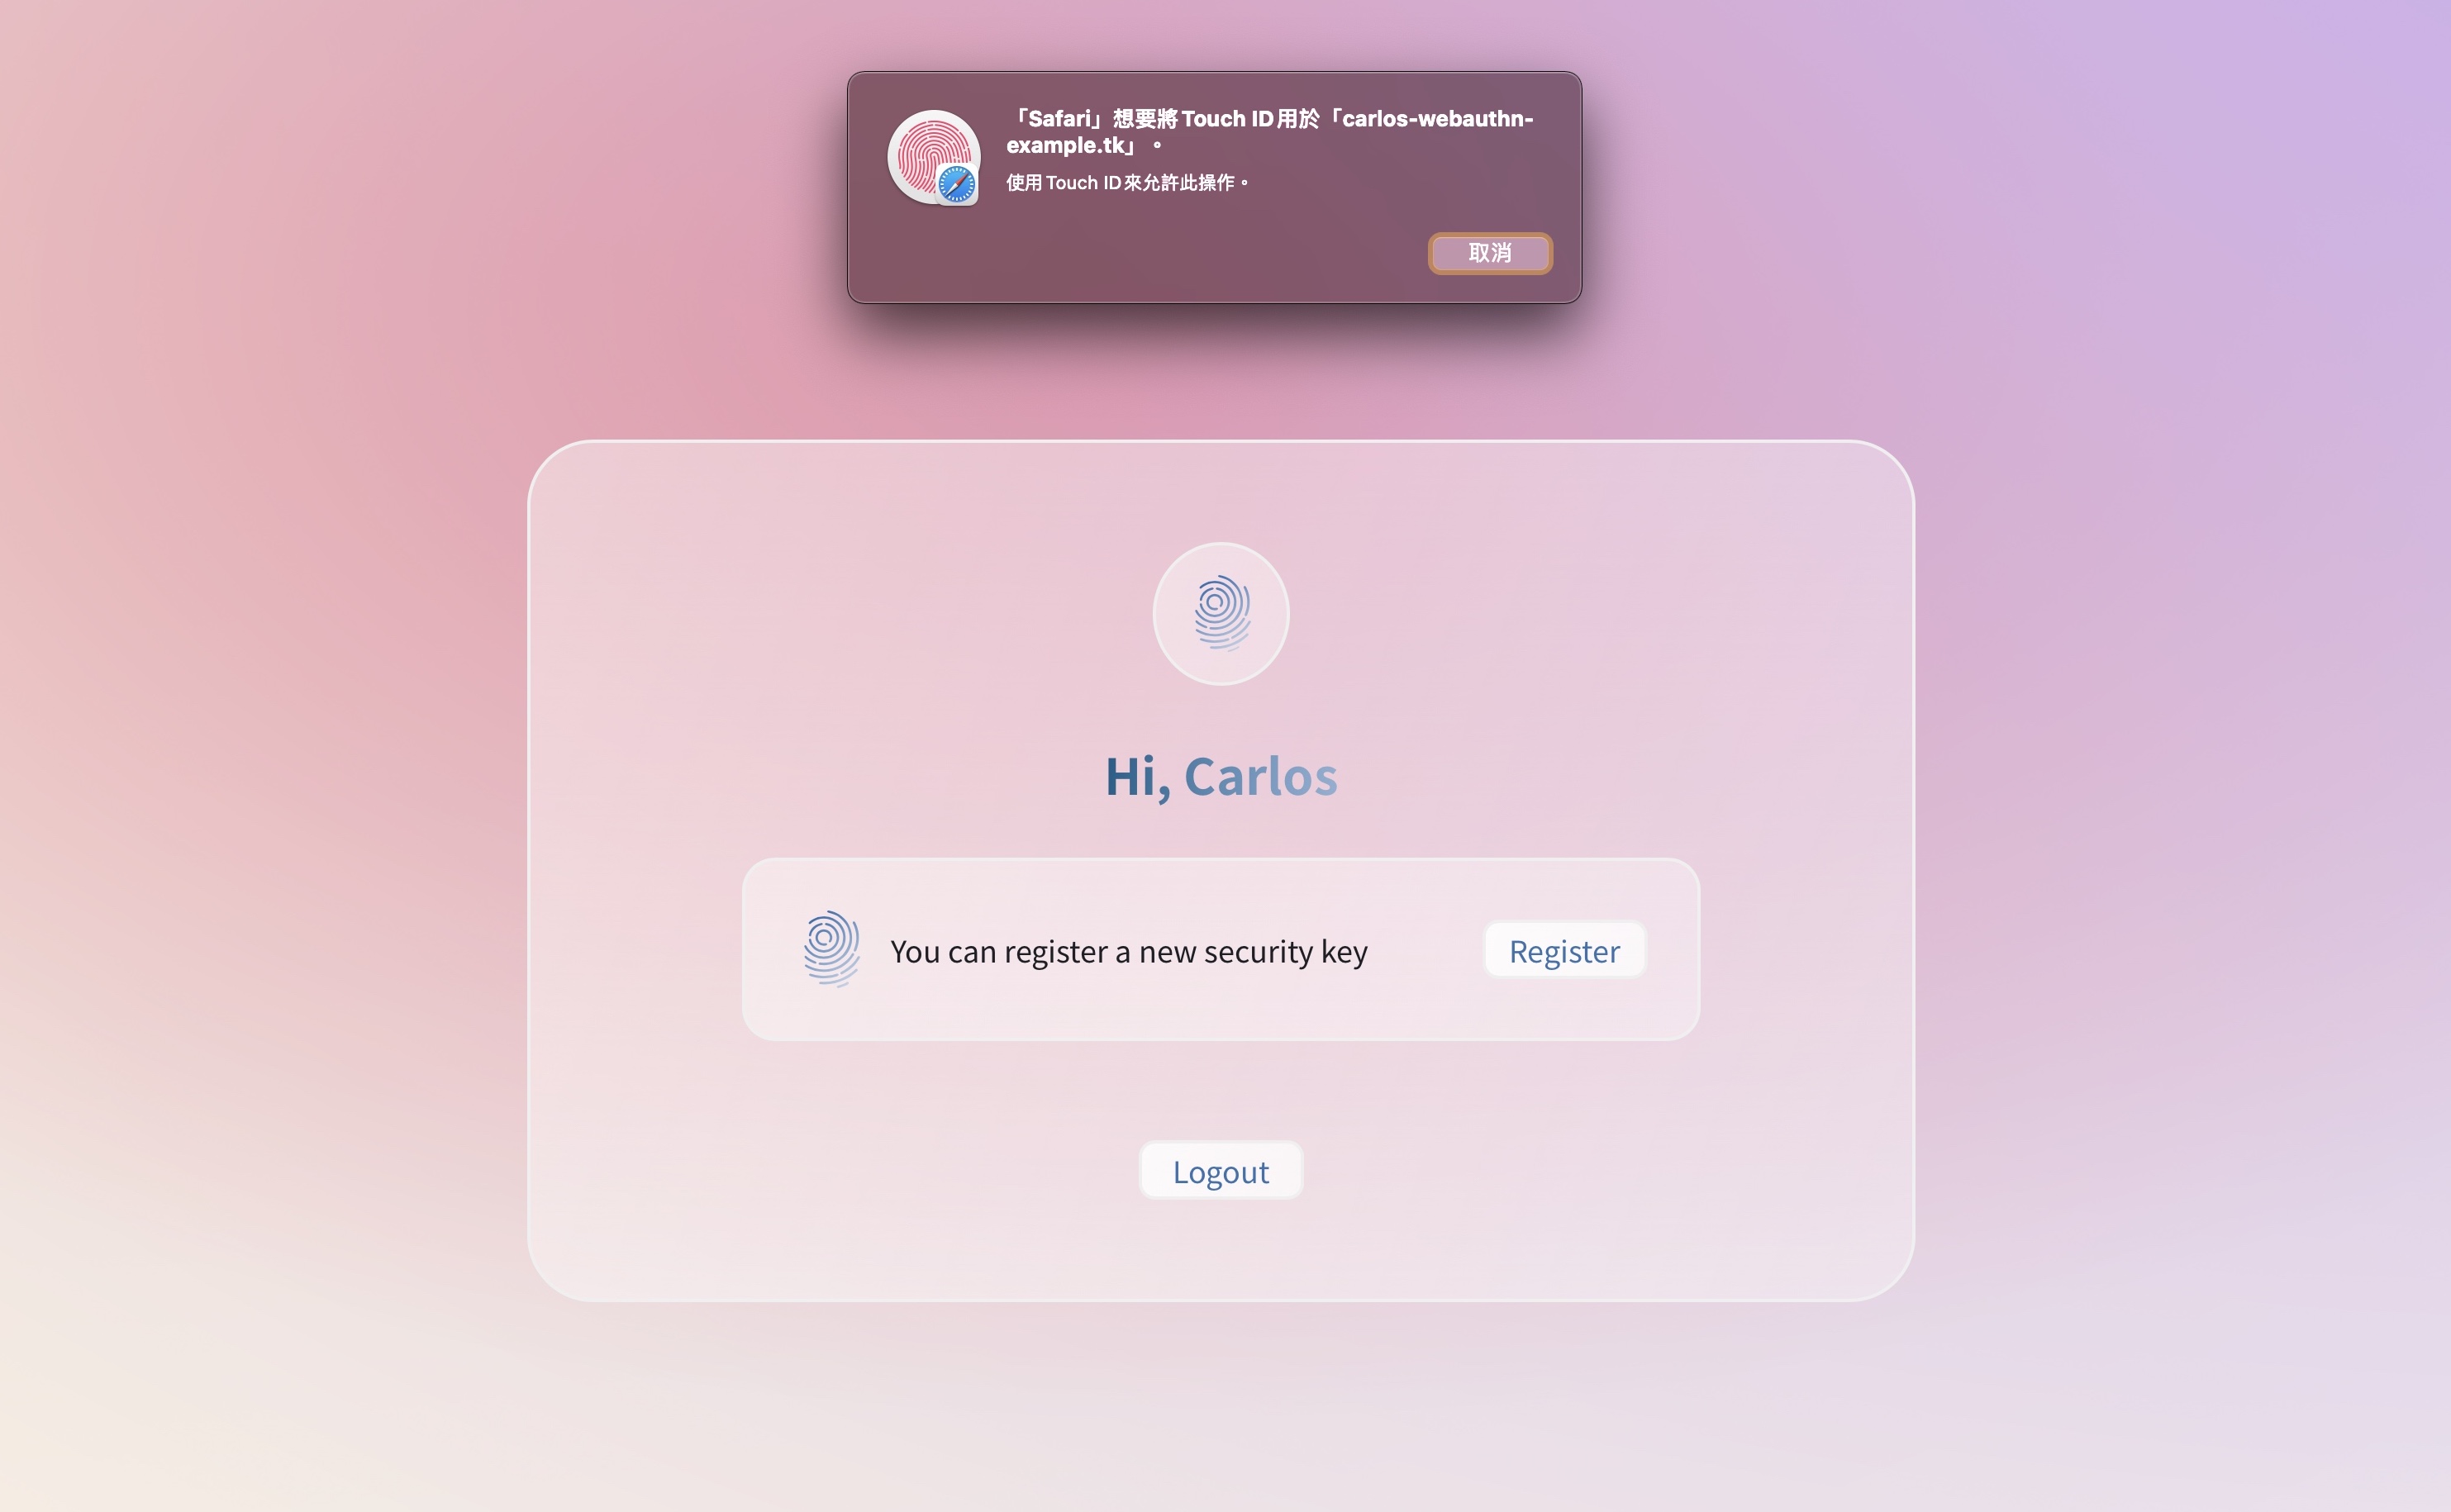 「Safari」想要將 Touch ID 用於「carlos-webauthn-
example.tk」。
使用 Touch ID 來允許此操作。
取消
Hi, Carlos
You can register a new security key
Register
Logout